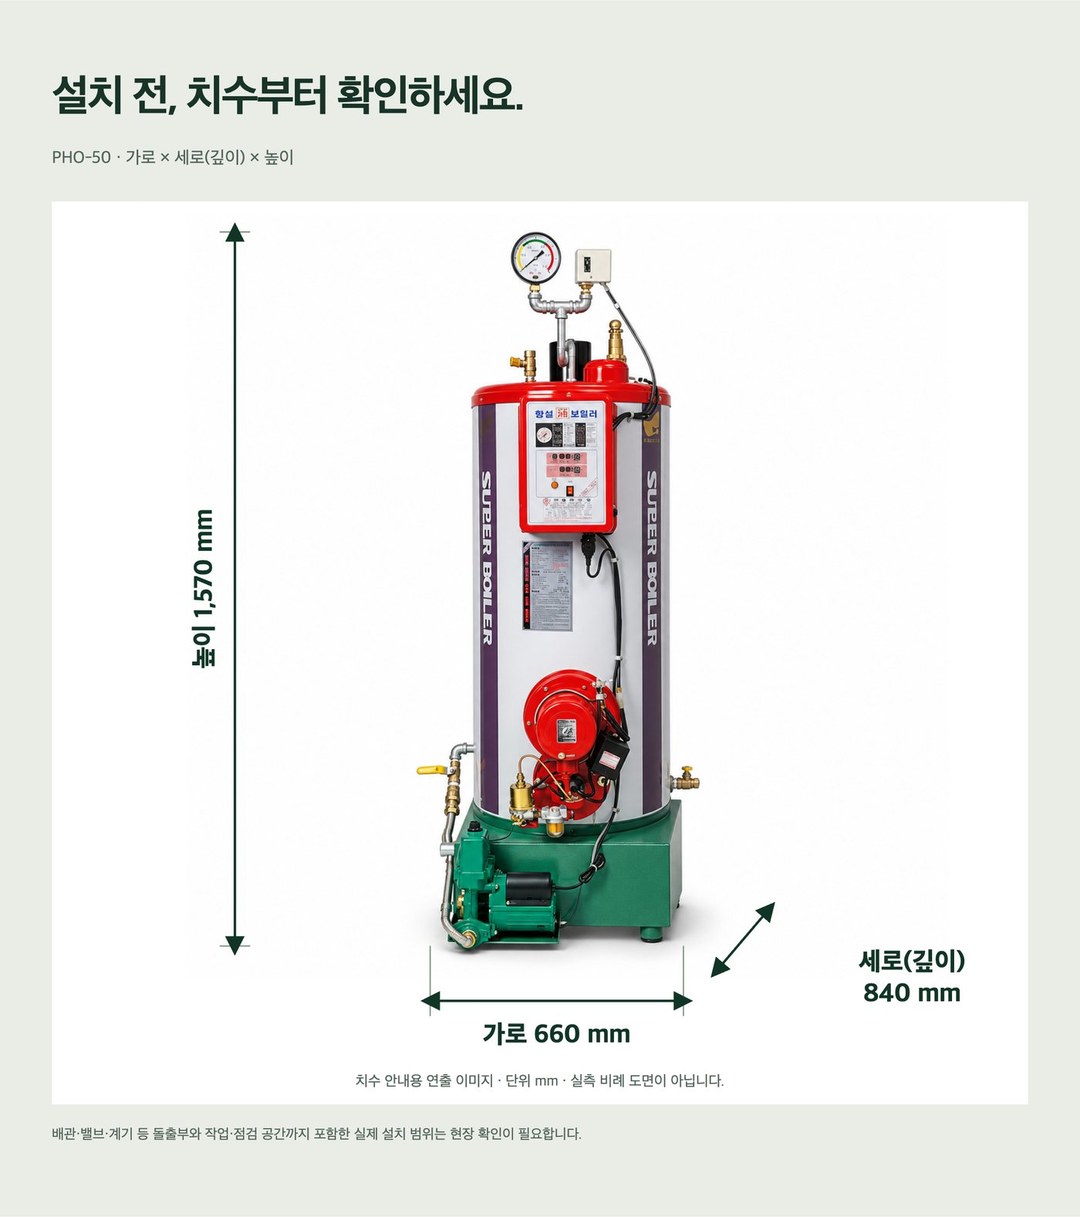 설치 전, 치수부터 확인하세요.
PHO-50 · 가로 × 세로(깊이) × 높이
높이 1,570 mm
항설 보일러
SUPER BOILER
SUPER BOILER
세로(깊이)
840 mm
가로 660 mm
치수 안내용 연출 이미지 · 단위 mm · 실측 비례 도면이 아닙니다.
배관·밸브·계기 등 돌출부와 작업·점검 공간까지 포함한 실제 설치 범위는 현장 확인이 필요합니다.